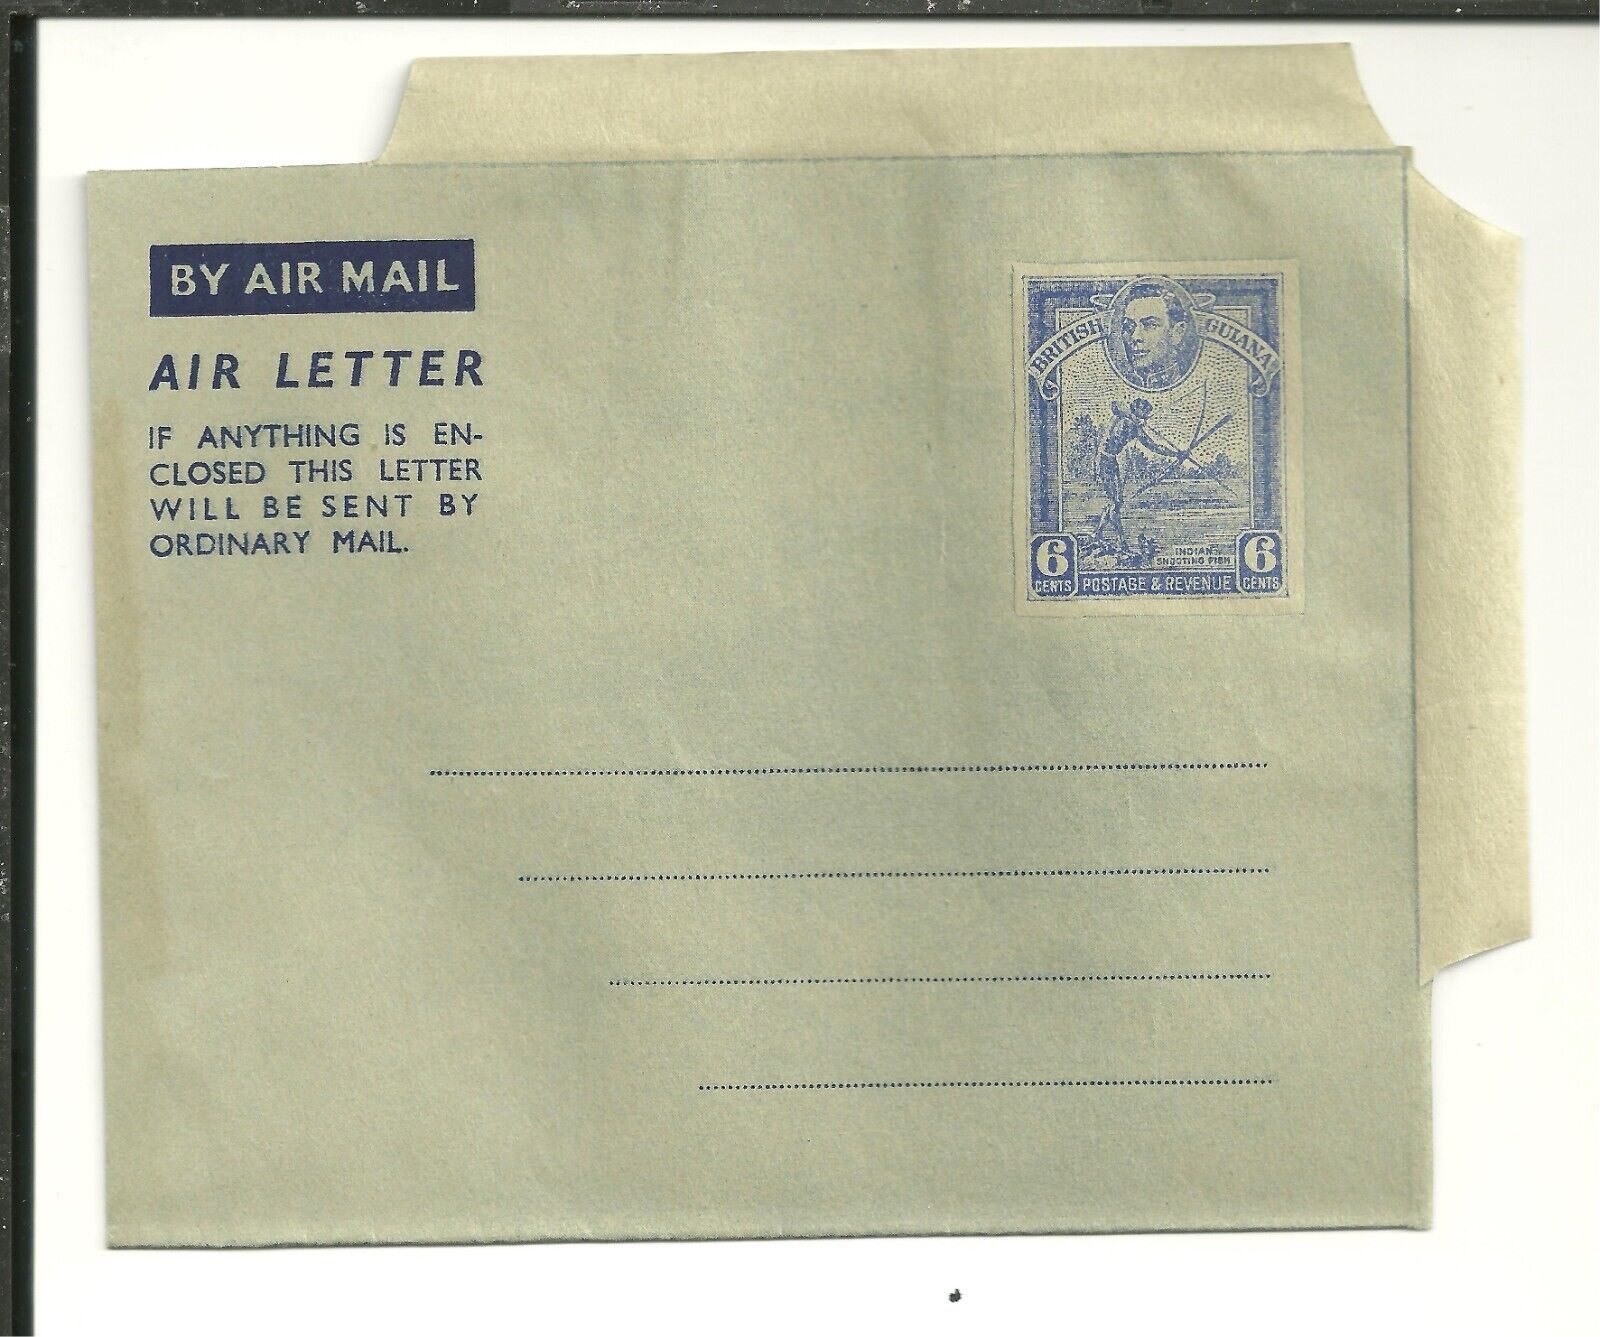 BY AIR MAIL
AIR LETTER
IF ANYTHING IS EN-
CLOSED THIS LETTER
WILL BE SENT BY
ORDINARY MAIL.
BRITISH GUIANA
INDIAN
SHOOTING FISH
6 CENTS POSTAGE & REVENUE 6 CENTS